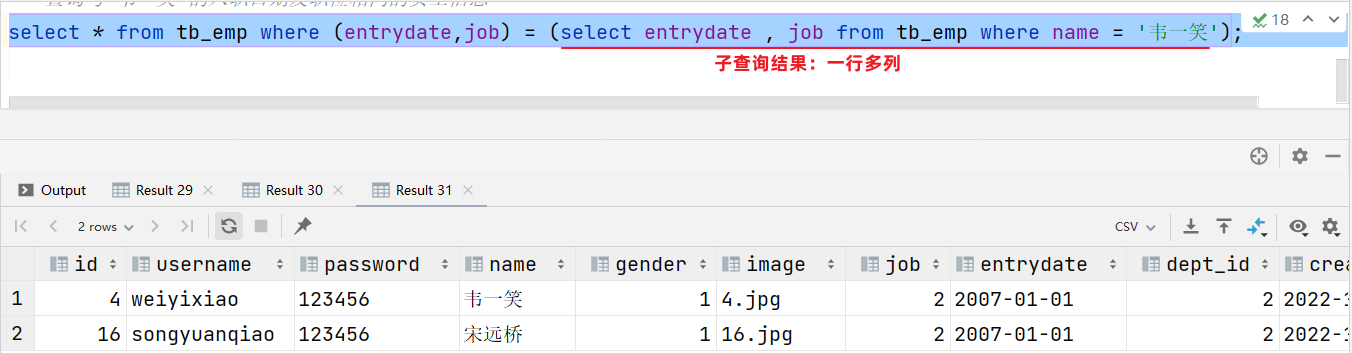 select * from tb_emp where (entrydate,job) = (select entrydate , job from tb_emp where name = '韦一笑');
18
子查询结果：一行多列
Output
Result 29
Result 30
Result 31
2 rows
CSV
id username password name gender image job entrydate dept_id crea
1 4 weiyixiao 123456 韦一笑 1 4.jpg 2 2007-01-01 2 2022-1
2 16 songyuanqiao 123456 宋远桥 1 16.jpg 2 2007-01-01 2 2022-1